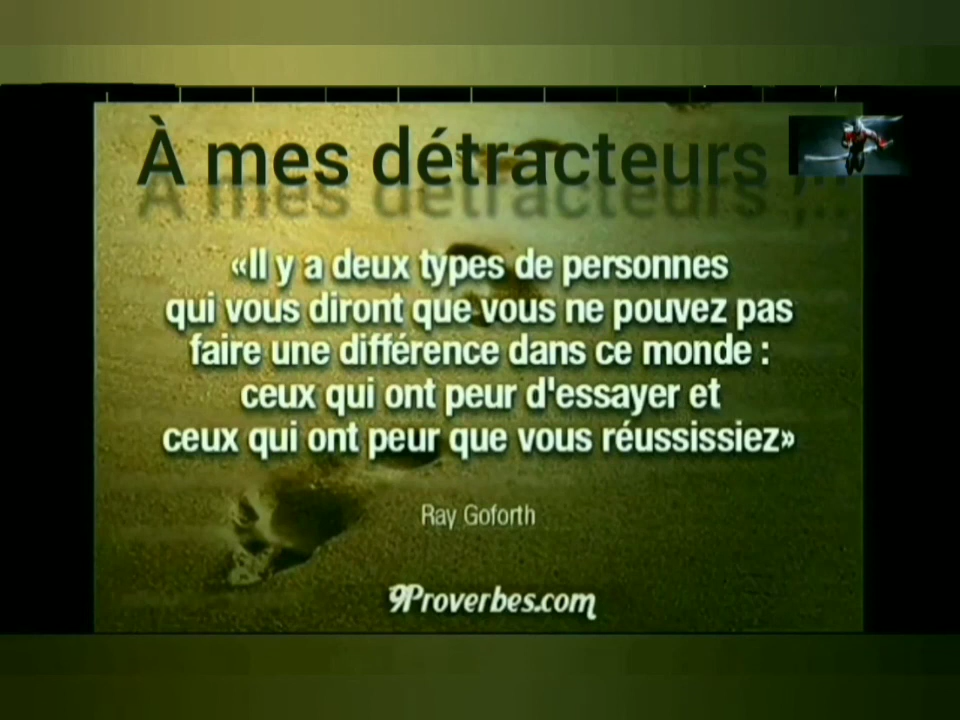 À mes détracteurs ;...
«Il y a deux types de personnes
qui vous diront que vous ne pouvez pas
faire une différence dans ce monde :
ceux qui ont peur d'essayer et
ceux qui ont peur que vous réussissiez»
Ray Goforth
9Proverbes.com